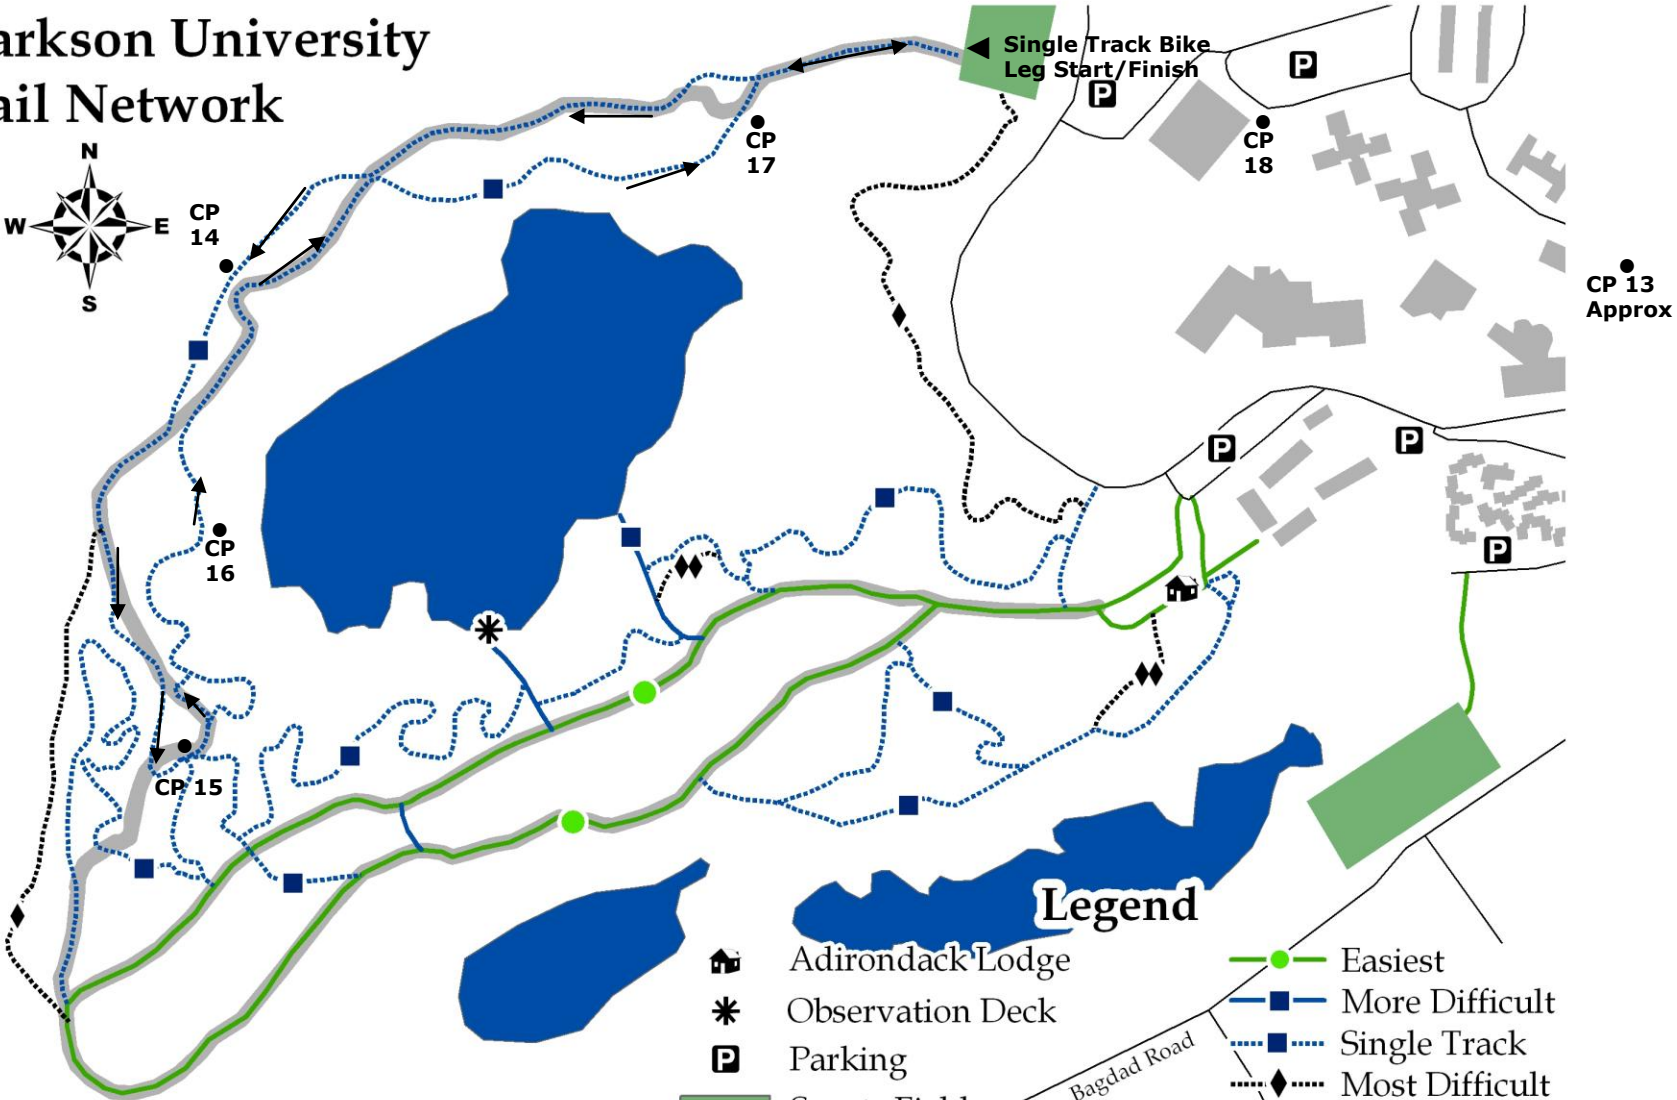 arkson University
ail Network
N
W
E
S
Single Track Bike
Leg Start/Finish
P
P
CP
17
CP
18
CP
14
CP 13
Approx
P
P
CP
16
P
CP 15
Legend
Adirondack Lodge
Observation Deck
P
Parking
Easiest
More Difficult
Single Track
Most Difficult
Bagdad Road